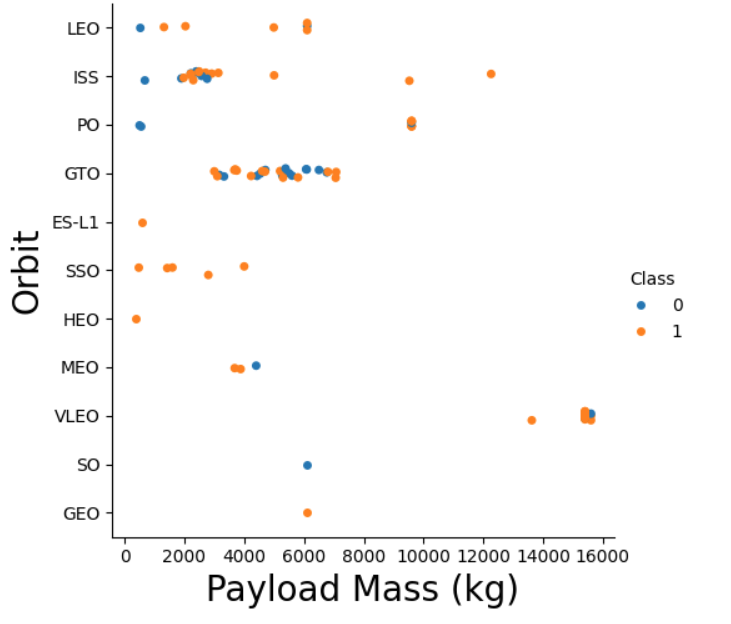 LEO
ISS
PO
GTO
ES-L1
SSO
HEO
MEO
VLEO
SO
GEO
Orbit
0 2000 4000 6000 8000 10000 12000 14000 16000
Payload Mass (kg)
Class
0
1